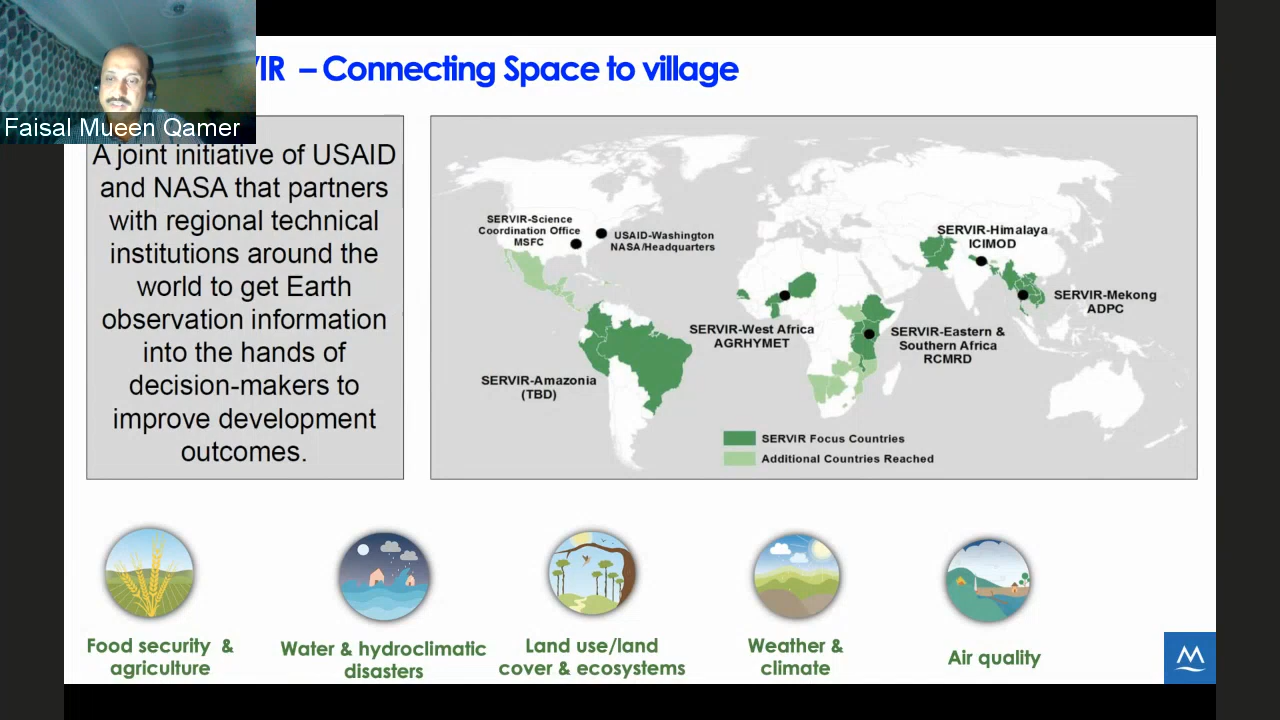 VIR – Connecting Space to village
Faisal Mueen Qamer
A joint initiative of USAID
and NASA that partners
with regional technical
institutions around the
world to get Earth
observation information
into the hands of
decision-makers to
improve development
outcomes.
SERVIR-Science
Coordination Office
MSFC
USAID-Washington
NASA/Headquarters
SERVIR-Himalaya
ICIMOD
SERVIR-Mekong
ADPC
SERVIR-West Africa
AGRHYMET
SERVIR-Eastern &
Southern Africa
RCMRD
SERVIR-Amazonia
(TBD)
SERVIR Focus Countries
Additional Countries Reached
Food security &
agriculture
Water & hydroclimatic
disasters
Land use/land
cover & ecosystems
Weather &
climate
Air quality